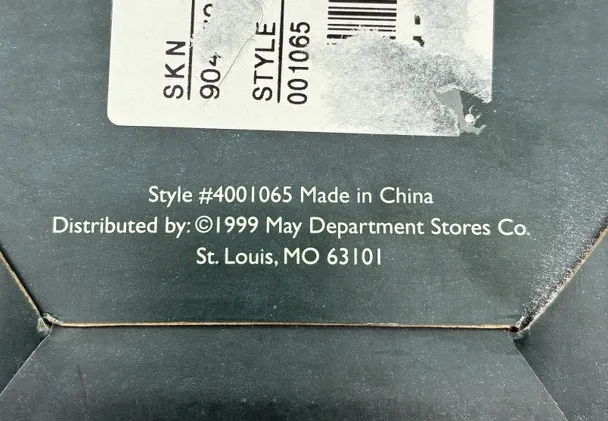 SKN
STYLE
001065
Style #4001065 Made in China
Distributed by: ©1999 May Department Stores Co.
St. Louis, MO 63101